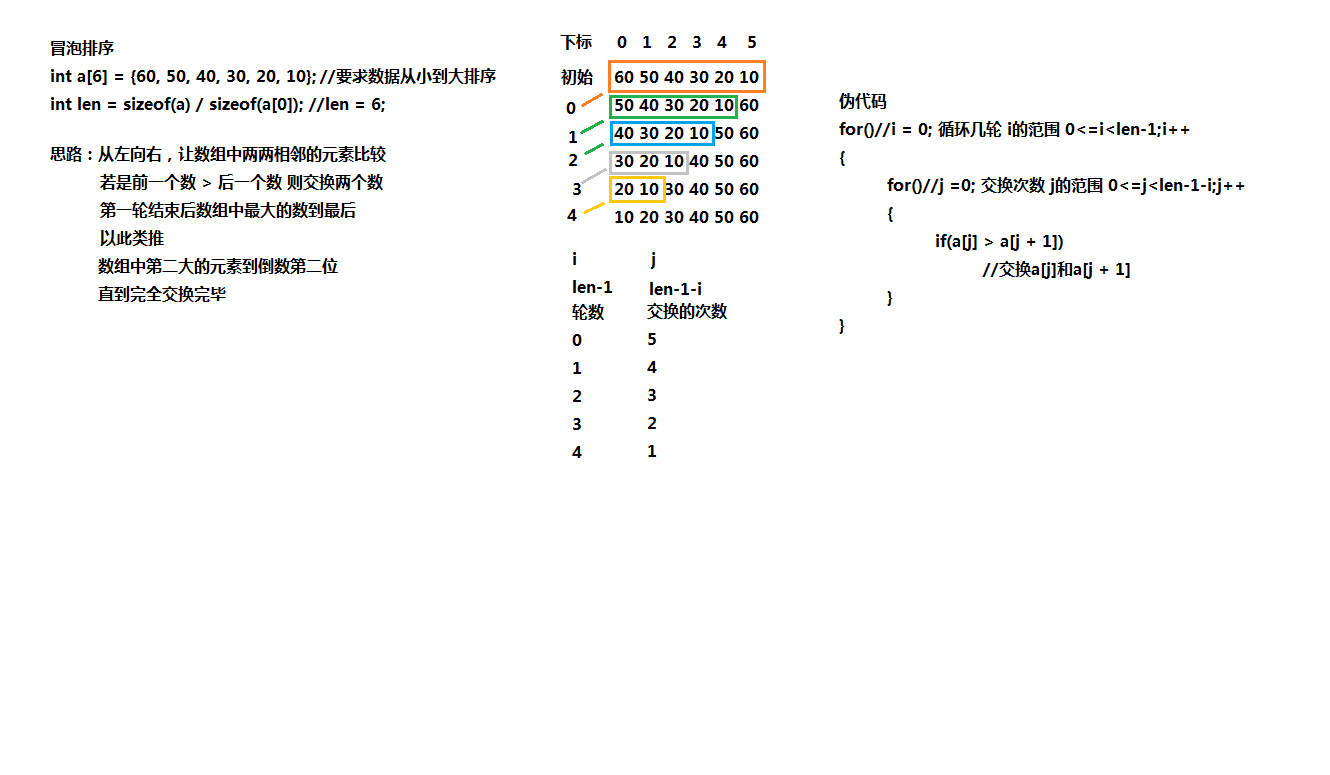 冒泡排序
int a[6] = {60, 50, 40, 30, 20, 10}; //要求数据从小到大排序
int len = sizeof(a) / sizeof(a[0]); //len = 6;
思路：从左向右，让数组中两两相邻的元素比较
若是前一个数 > 后一个数 则交换两个数
第一轮结束后数组中最大的数到最后
以此类推
数组中第二大的元素到倒数第二位
直到完全交换完毕
下标 0 1 2 3 4 5
初始 60 50 40 30 20 10
0 50 40 30 20 10 60
1 40 30 20 10 50 60
2 30 20 10 40 50 60
3 20 10 30 40 50 60
4 10 20 30 40 50 60
i j
len-1 len-1-i
轮数 交换的次数
0 5
1 4
2 3
3 2
4 1
伪代码
for()//i = 0; 循环几轮 i的范围 0<=i<len-1;i++
{
for()//j =0; 交换次数 j的范围 0<=j<len-1-i;j++
{
if(a[j] > a[j + 1])
//交换a[j]和a[j + 1]
}
}